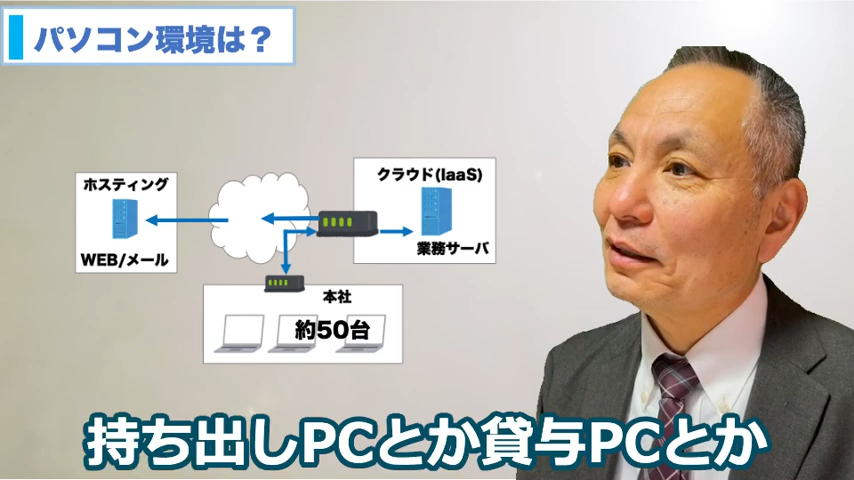 パソコン環境は？
ホスティング
WEB/メール
クラウド(IaaS)
業務サーバ
本社
約50台
持ち出しPCとか貸与PCとか